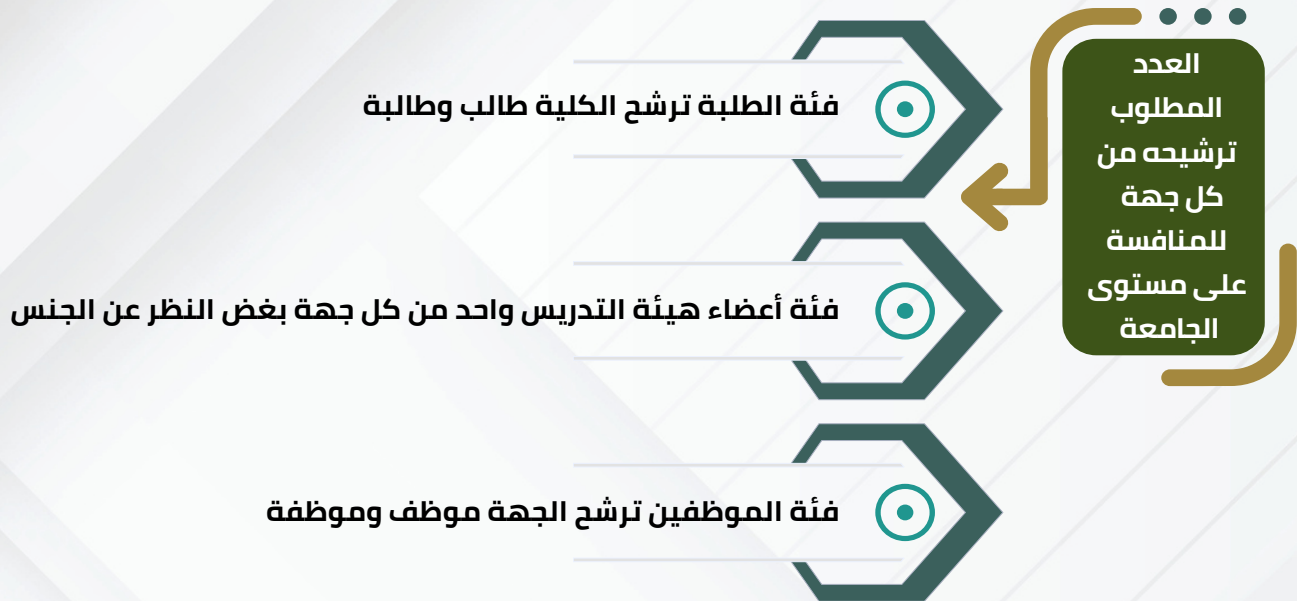 العدد
المطلوب
ترشيحه من
كل جهة
للمنافسة
على مستوى
الجامعة
فئة الطلبة ترشح الكلية طالب وطالبة
فئة أعضاء هيئة التدريس واحد من كل جهة بغض النظر عن الجنس
فئة الموظفين ترشح الجهة موظف وموظفة